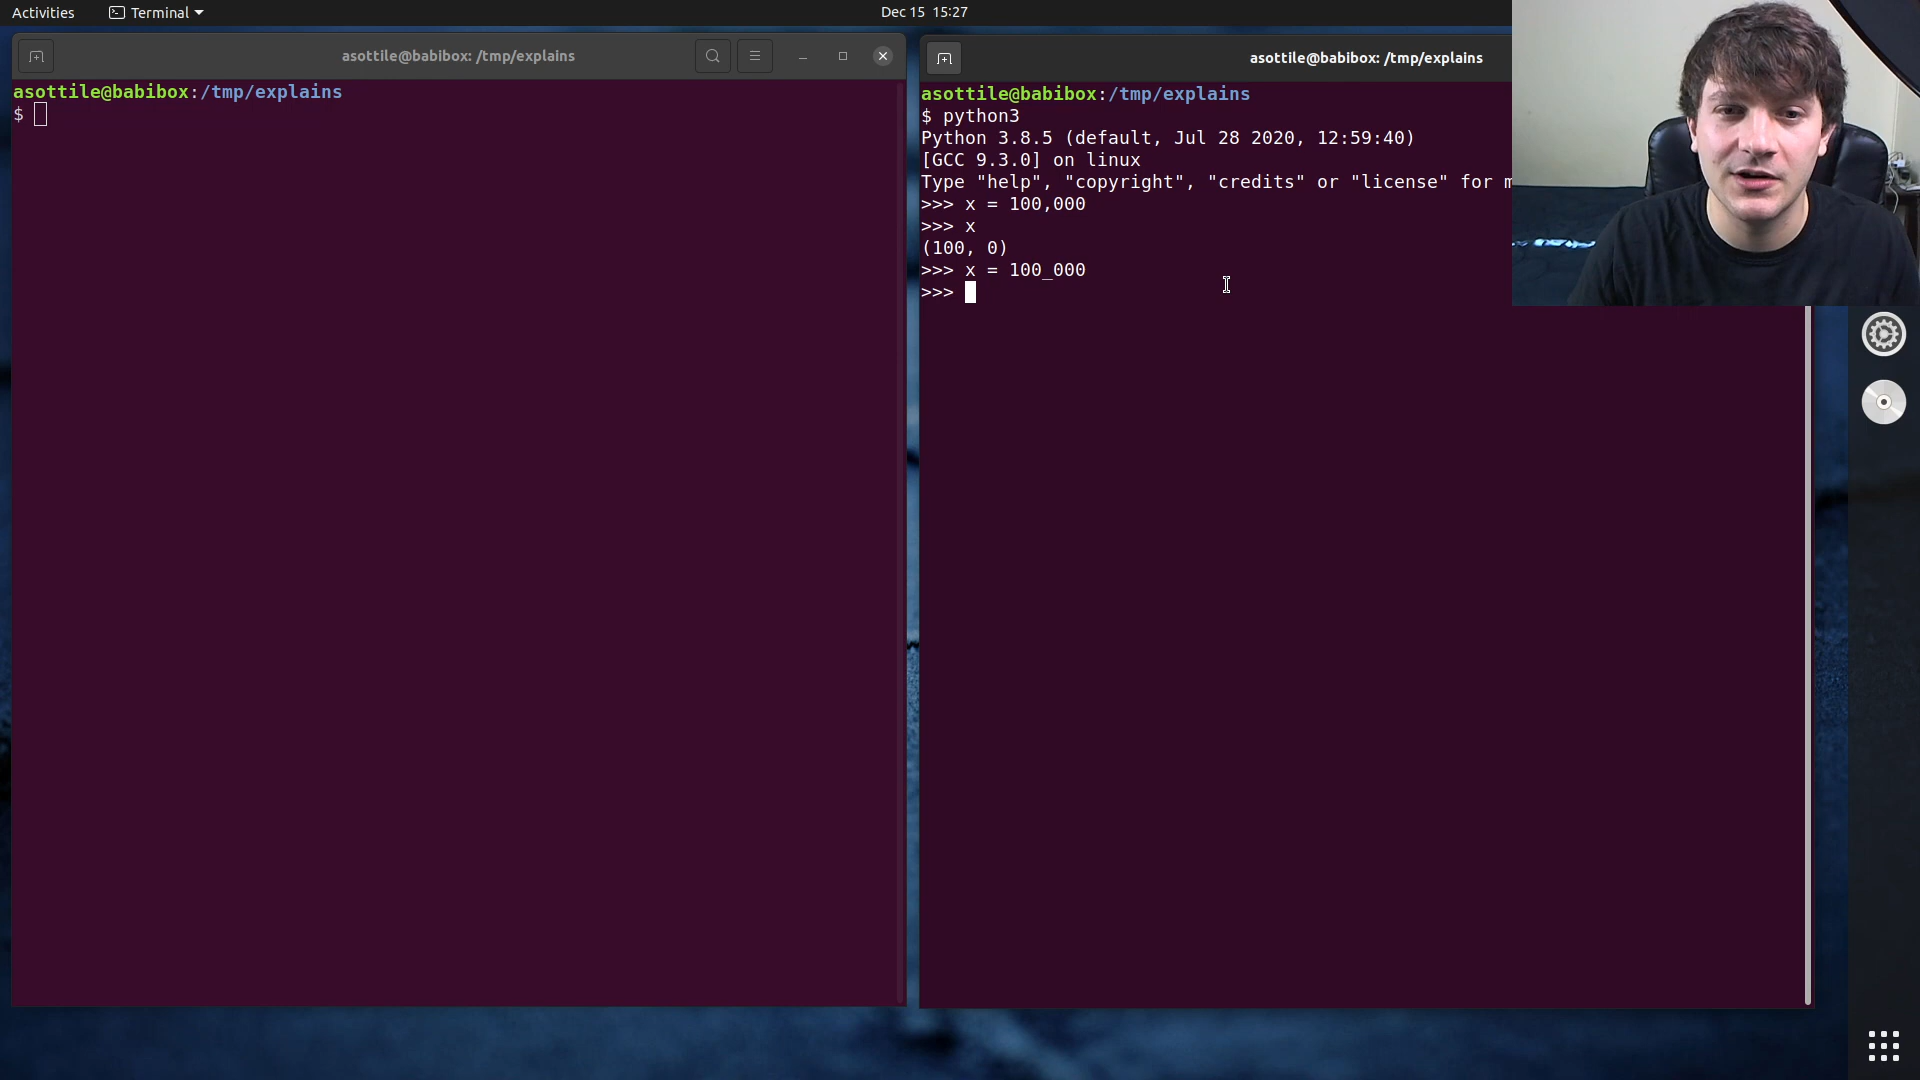 Activities
Terminal
Dec 15 15:27
asottile@babibox: /tmp/explains
asottile@babibox:/tmp/explains
$
asottile@babibox: /tmp/explains
asottile@babibox:/tmp/explains
$ python3
Python 3.8.5 (default, Jul 28 2020, 12:59:40)
[GCC 9.3.0] on linux
Type "help", "copyright", "credits" or "license" for
>>> x = 100,000
>>> x
(100, 0)
>>> x = 100_000
>>>